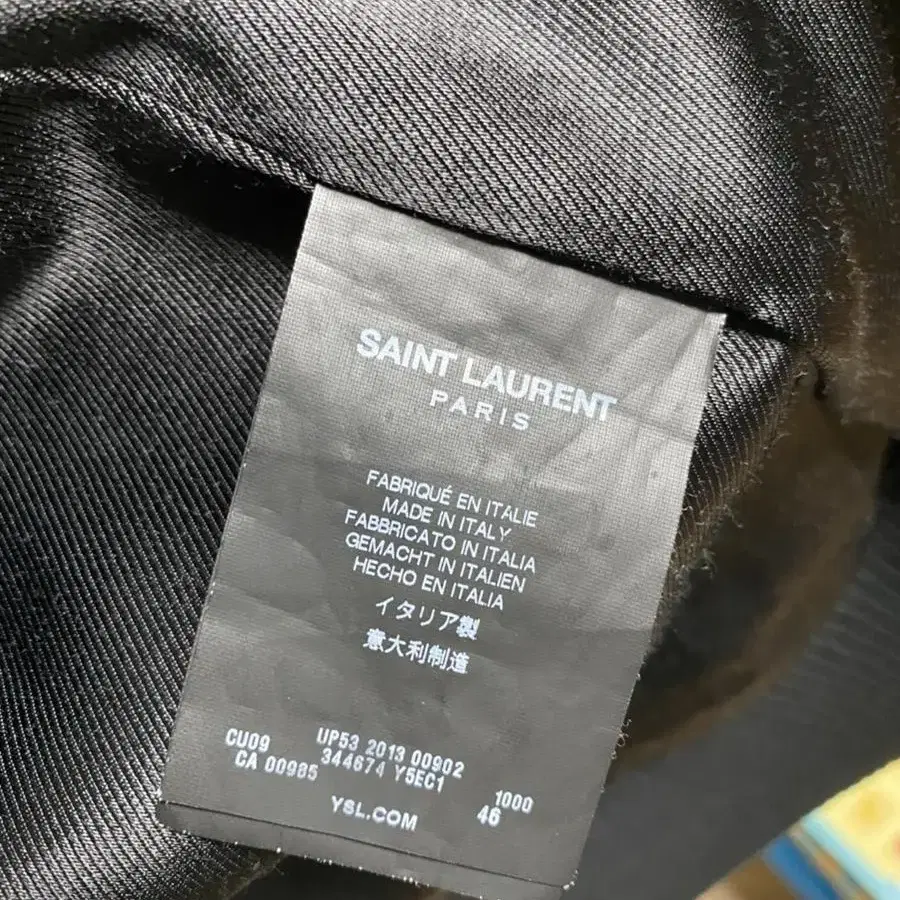 SAINT LAURENT
PARIS
FABRIQUÉ EN ITALIE
MADE IN ITALY
FABBRICATO IN ITALIA
GEMACHT IN ITALIEN
HECHO EN ITALIA
イタリア製
意大利制造
CU09 UP53 2013 00902
CA 00985 344674 Y5EC1 1000
YSL.COM 46